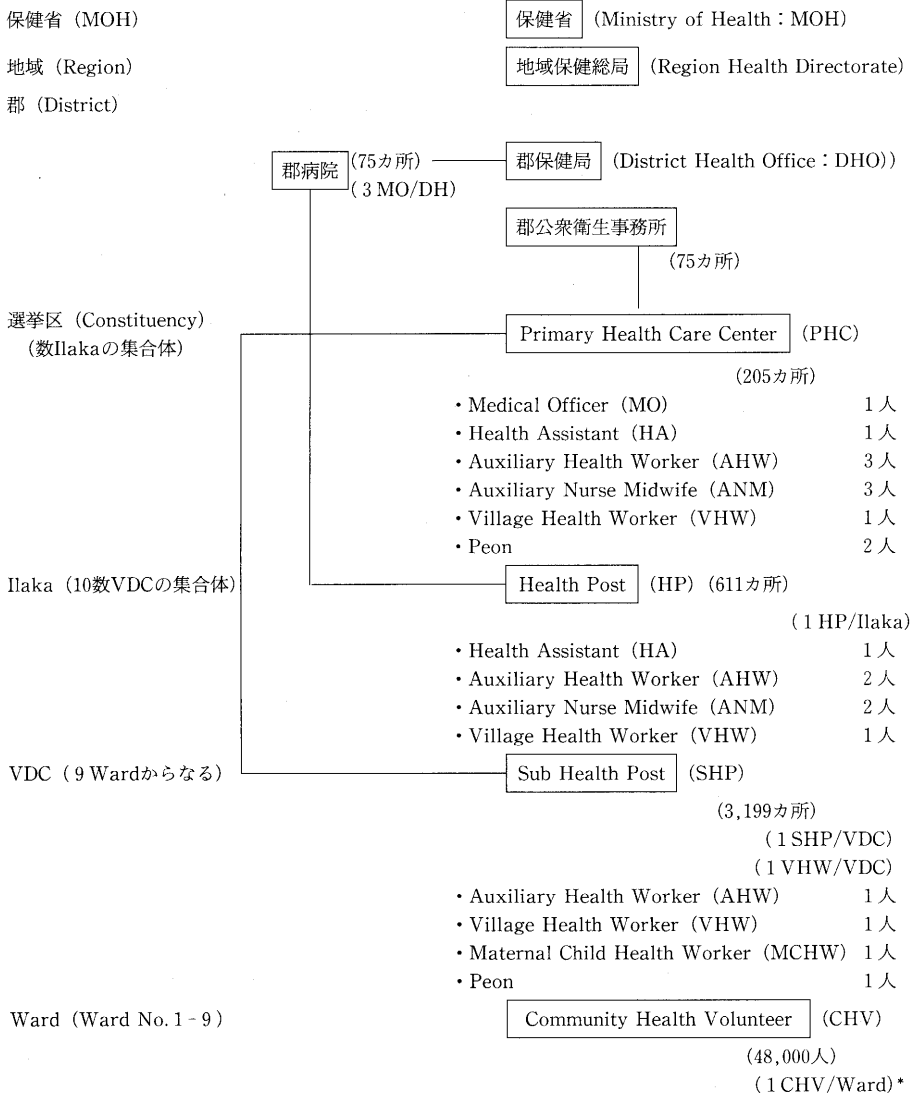 保健省（MOH） 保健省 （Ministry of Health：MOH）
地域（Region） 地域保健総局 （Region Health Directorate）
郡（District）
郡病院 （75カ所） 郡保健局 （District Health Office：DHO））
（3 MO/DH）
郡公衆衛生事務所
（75カ所）
選挙区（Constituency） Primary Health Care Center （PHC）
（数Ilakaの集合体）
（205カ所）
・Medical Officer（MO） 1人
・Health Assistant（HA） 1人
・Auxiliary Health Worker（AHW） 3人
・Auxiliary Nurse Midwife（ANM） 3人
・Village Health Worker（VHW） 1人
・Peon 2人
Ilaka（10数VDCの集合体） Health Post （HP）（611カ所）
（1 HP/Ilaka）
・Health Assistant（HA） 1人
・Auxiliary Health Worker（AHW） 2人
・Auxiliary Nurse Midwife（ANM） 2人
・Village Health Worker（VHW） 1人
VDC（9 Wardからなる） Sub Health Post （SHP）
（3,199カ所）
（1 SHP/VDC）
（1 VHW/VDC）
・Auxiliary Health Worker（AHW） 1人
・Village Health Worker（VHW） 1人
・Maternal Child Health Worker（MCHW） 1人
・Peon 1人
Ward（Ward No. 1-9） Community Health Volunteer （CHV）
（48,000人）
（1 CHV/Ward）*